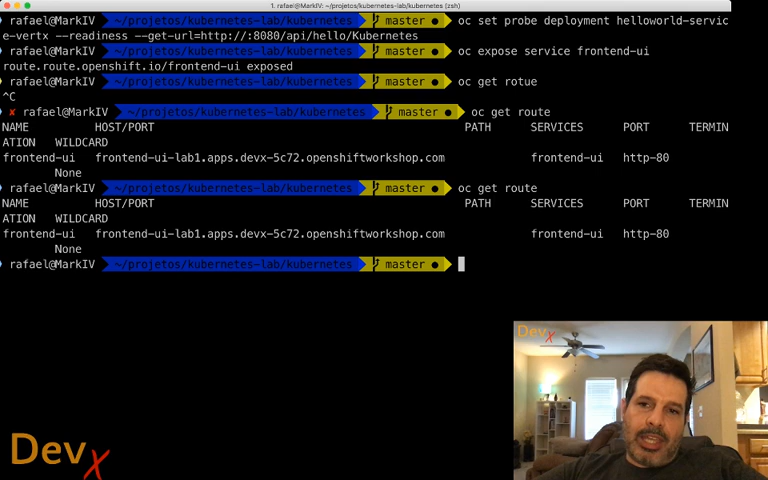 1. rafael@MarkIV: ~/projetos/kubernetes-lab/kubernetes (zsh)
rafael@MarkIV ~/projetos/kubernetes-lab/kubernetes master ● oc set probe deployment helloworld-servic
e-vertx --readiness --get-url=http://:8080/api/hello/Kubernetes
rafael@MarkIV ~/projetos/kubernetes-lab/kubernetes master ● oc expose service frontend-ui
route.route.openshift.io/frontend-ui exposed
rafael@MarkIV ~/projetos/kubernetes-lab/kubernetes master ● oc get rotue
^C
✘ rafael@MarkIV ~/projetos/kubernetes-lab/kubernetes master ● oc get route
NAME HOST/PORT PATH SERVICES PORT TERMIN
ATION WILDCARD
frontend-ui frontend-ui-lab1.apps.devx-5c72.openshiftworkshop.com frontend-ui http-80
None
rafael@MarkIV ~/projetos/kubernetes-lab/kubernetes master ● oc get route
NAME HOST/PORT PATH SERVICES PORT TERMIN
ATION WILDCARD
frontend-ui frontend-ui-lab1.apps.devx-5c72.openshiftworkshop.com frontend-ui http-80
None
rafael@MarkIV ~/projetos/kubernetes-lab/kubernetes master ●
Devx
Devx